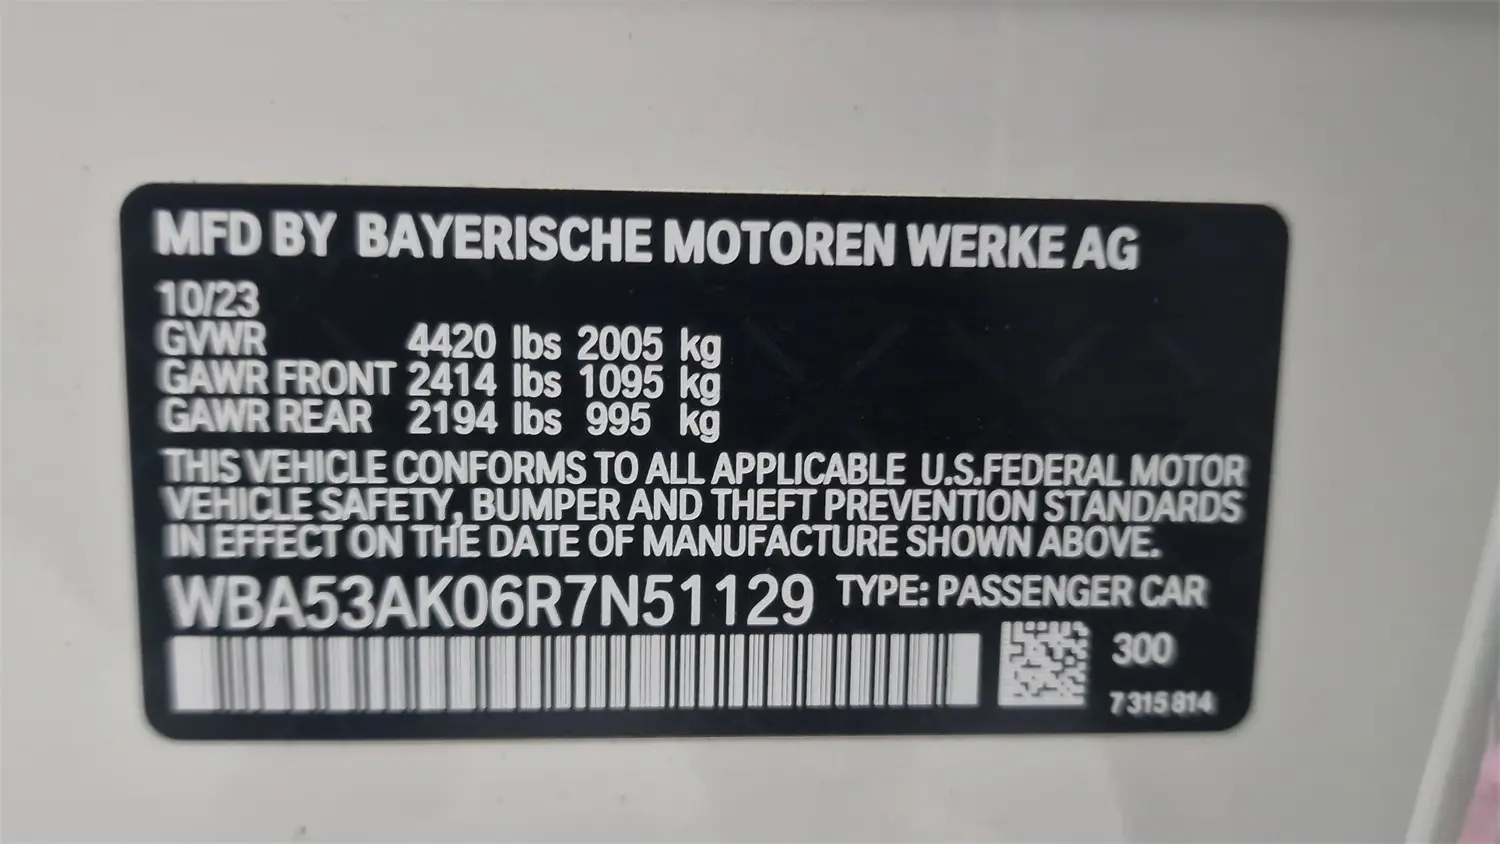 MFD BY BAYERISCHE MOTOREN WERKE AG
10/23
GVWR 4420 lbs 2005 kg
GAWR FRONT 2414 lbs 1095 kg
GAWR REAR 2194 lbs 995 kg
THIS VEHICLE CONFORMS TO ALL APPLICABLE U.S.FEDERAL MOTOR
VEHICLE SAFETY, BUMPER AND THEFT PREVENTION STANDARDS
IN EFFECT ON THE DATE OF MANUFACTURE SHOWN ABOVE.
WBA53AK06R7N51129 TYPE: PASSENGER CAR
300
7 315 814